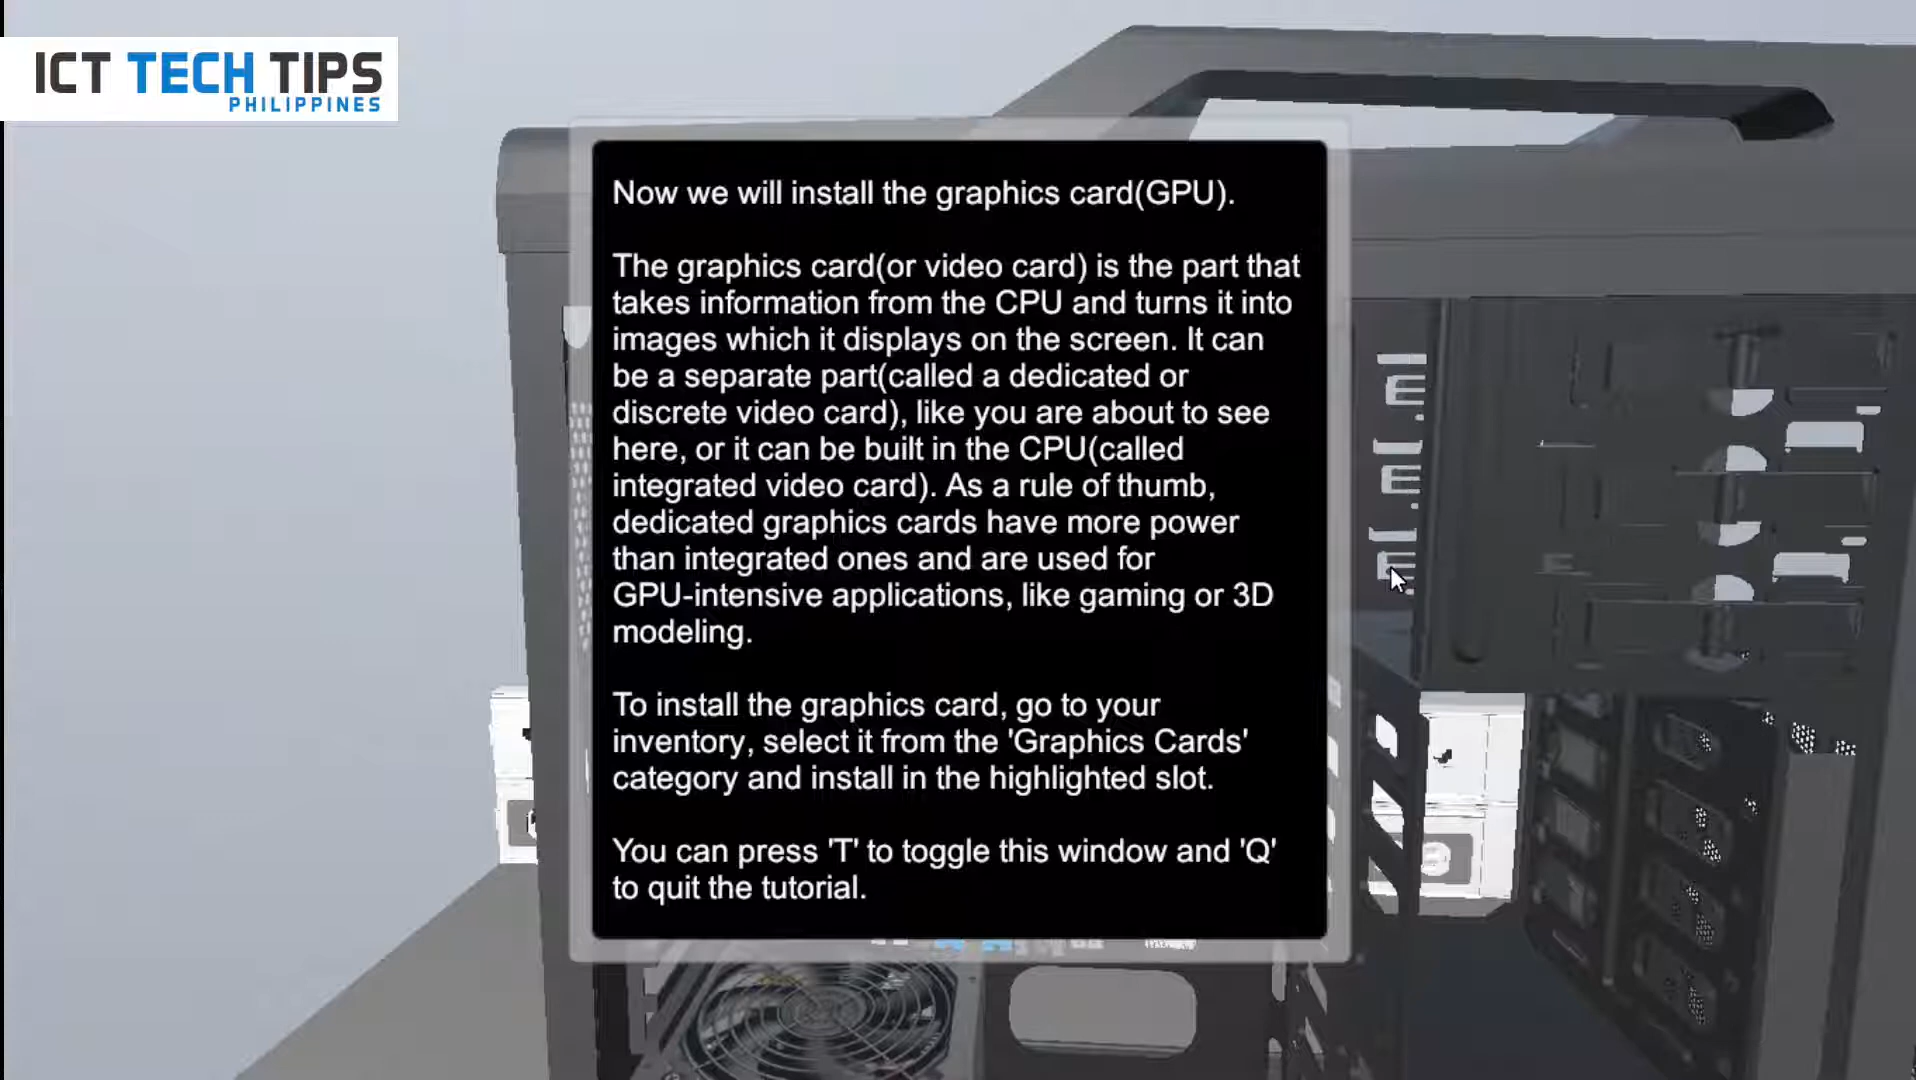 ICT TECH TIPS
PHILIPPINES
Now we will install the graphics card(GPU).
The graphics card(or video card) is the part that
takes information from the CPU and turns it into
images which it displays on the screen. It can
be a separate part(called a dedicated or
discrete video card), like you are about to see
here, or it can be built in the CPU(called
integrated video card). As a rule of thumb,
dedicated graphics cards have more power
than integrated ones and are used for
GPU-intensive applications, like gaming or 3D
modeling.
To install the graphics card, go to your
inventory, select it from the 'Graphics Cards'
category and install in the highlighted slot.
You can press 'T' to toggle this window and 'Q'
to quit the tutorial.